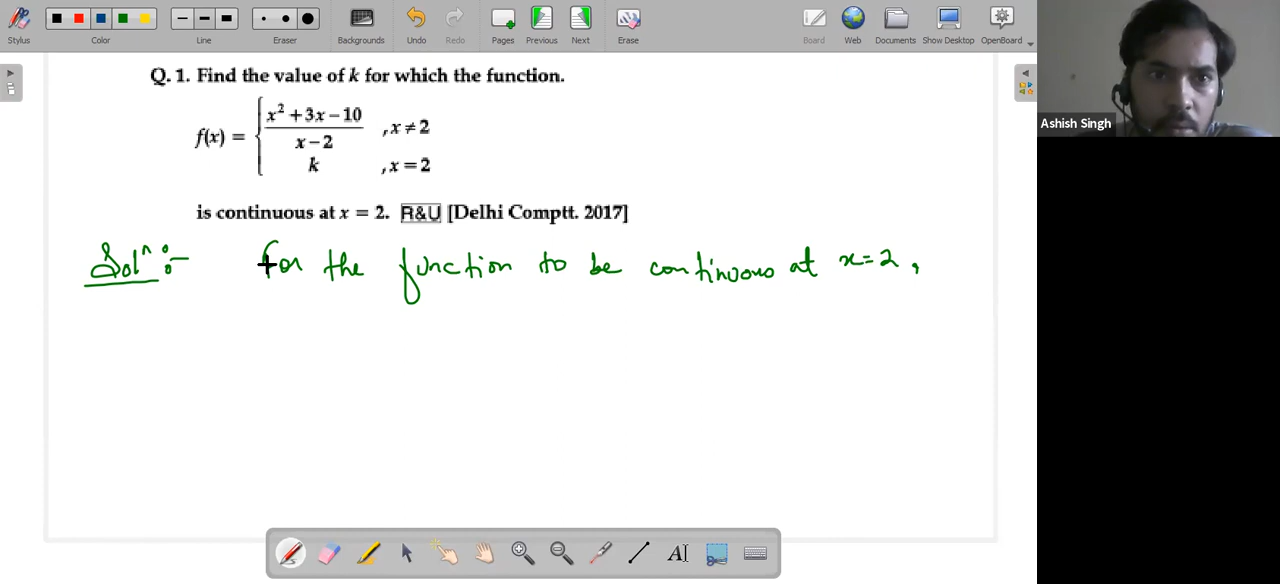 Stylus Color Line Eraser Backgrounds Undo Redo Pages Previous Next Erase Board Web Documents Show Desktop OpenBoard
Q. 1. Find the value of k for which the function.
f(x) = { x² + 3x − 10 / x − 2 , x ≠ 2
k , x = 2
is continuous at x = 2. R&U [Delhi Comptt. 2017]
Solⁿ :- For the function to be continuous at x = 2 ,
Ashish Singh
AI